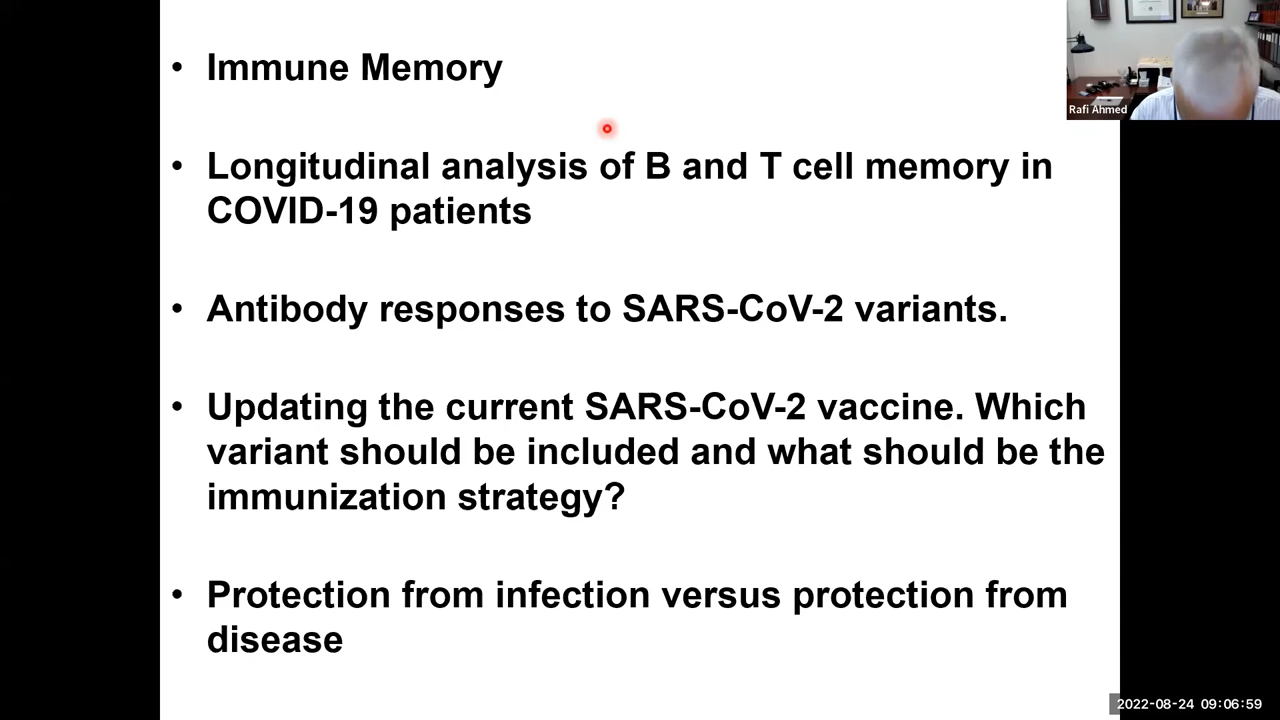 • Immune Memory
• Longitudinal analysis of B and T cell memory in
COVID-19 patients
• Antibody responses to SARS-CoV-2 variants.
• Updating the current SARS-CoV-2 vaccine. Which
variant should be included and what should be the
immunization strategy?
• Protection from infection versus protection from
disease
Rafi Ahmed
2022-08-24 09:06:59